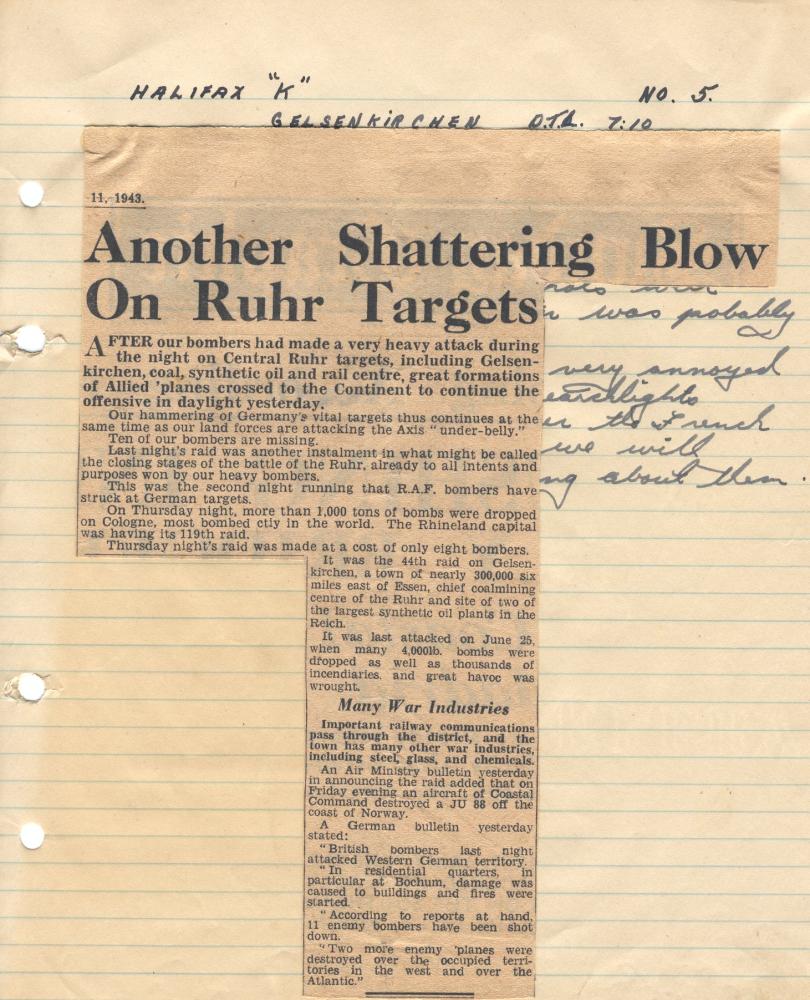 HALIFAX "K" NO. 5.
GELSENKIRCHEN 7:10
11, 1943.
Another Shattering Blow
On Ruhr Targets
was probably
very annoyed
the French
we will
about them.
AFTER our bombers had made a very heavy attack during
the night on Central Ruhr targets, including Gelsen-
kirchen, coal, synthetic oil and rail centre, great formations
of Allied 'planes crossed to the Continent to continue the
offensive in daylight yesterday.
Our hammering of Germany's vital targets thus continues at the
same time as our land forces are attacking the Axis "under-belly."
Ten of our bombers are missing.
Last night's raid was another instalment in what might be called
the closing stages of the battle of the Ruhr, already to all intents and
purposes won by our heavy bombers.
This was the second night running that R.A.F. bombers have
struck at German targets.
On Thursday night, more than 1,000 tons of bombs were dropped
on Cologne, most bombed ctiy in the world. The Rhineland capital
was having its 119th raid.
Thursday night's raid was made at a cost of only eight bombers.
It was the 44th raid on Gelsen-
kirchen, a town of nearly 300,000 six
miles east of Essen, chief coalmining
centre of the Ruhr and site of two of
the largest synthetic oil plants in the
Reich.
It was last attacked on June 25,
when many 4,000lb. bombs were
dropped as well as thousands of
incendiaries, and great havoc was
wrought.
Many War Industries
Important railway communications
pass through the district, and the
town has many other war industries,
including steel, glass, and chemicals.
An Air Ministry bulletin yesterday
in announcing the raid added that on
Friday evening an aircraft of Coastal
Command destroyed a JU 88 off the
coast of Norway.
A German bulletin yesterday
stated:
"British bombers last night
attacked Western German territory.
"In residential quarters, in
particular at Bochum, damage was
caused to buildings and fires were
started.
"According to reports at hand,
11 enemy bombers have been shot
down.
"Two more enemy 'planes were
destroyed over the occupied terri-
tories in the west and over the
Atlantic."